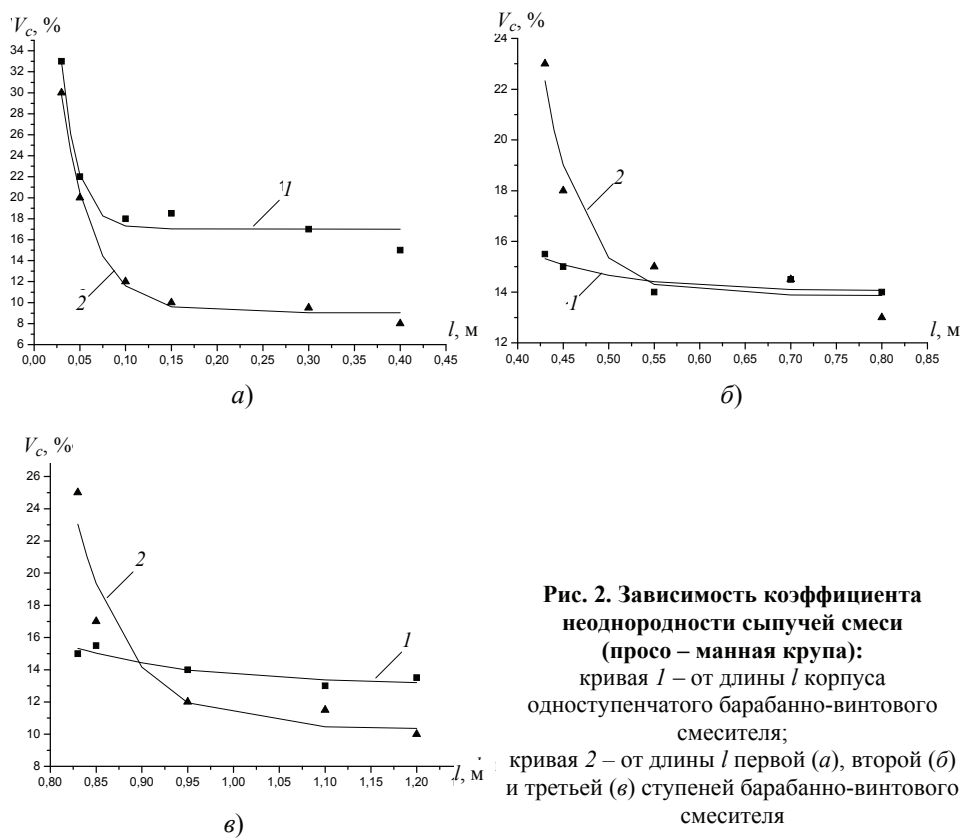 V_c, %
34
32
30
28
26
24
22
20
18
16
14
12
10
8
6
0,00 0,05 0,10 0,15 0,20 0,25 0,30 0,35 0,40 0,45
1
2
l, м
а)
V_c, %
24
22
20
18
16
14
12
0,40 0,45 0,50 0,55 0,60 0,65 0,70 0,75 0,80 0,85
2
1
l, м
б)
V_c, %
26
24
22
20
18
16
14
12
10
8
0,80 0,85 0,90 0,95 1,00 1,05 1,10 1,15 1,20
2
1
l, м
в)
Рис. 2. Зависимость коэффициента
неоднородности сыпучей смеси
(просо – манная крупа):
кривая 1 – от длины l корпуса
одноступенчатого барабанно-винтового
смесителя;
кривая 2 – от длины l первой (а), второй (б)
и третьей (в) ступеней барабанно-винтового
смесителя